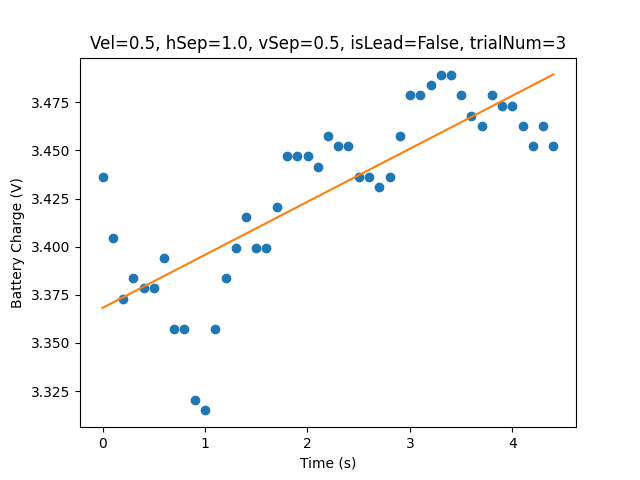 Vel=0.5, hSep=1.0, vSep=0.5, isLead=False, trialNum=3
3.475
3.450
3.425
3.400
3.375
3.350
3.325
Battery Charge (V)
0 1 2 3 4
Time (s)